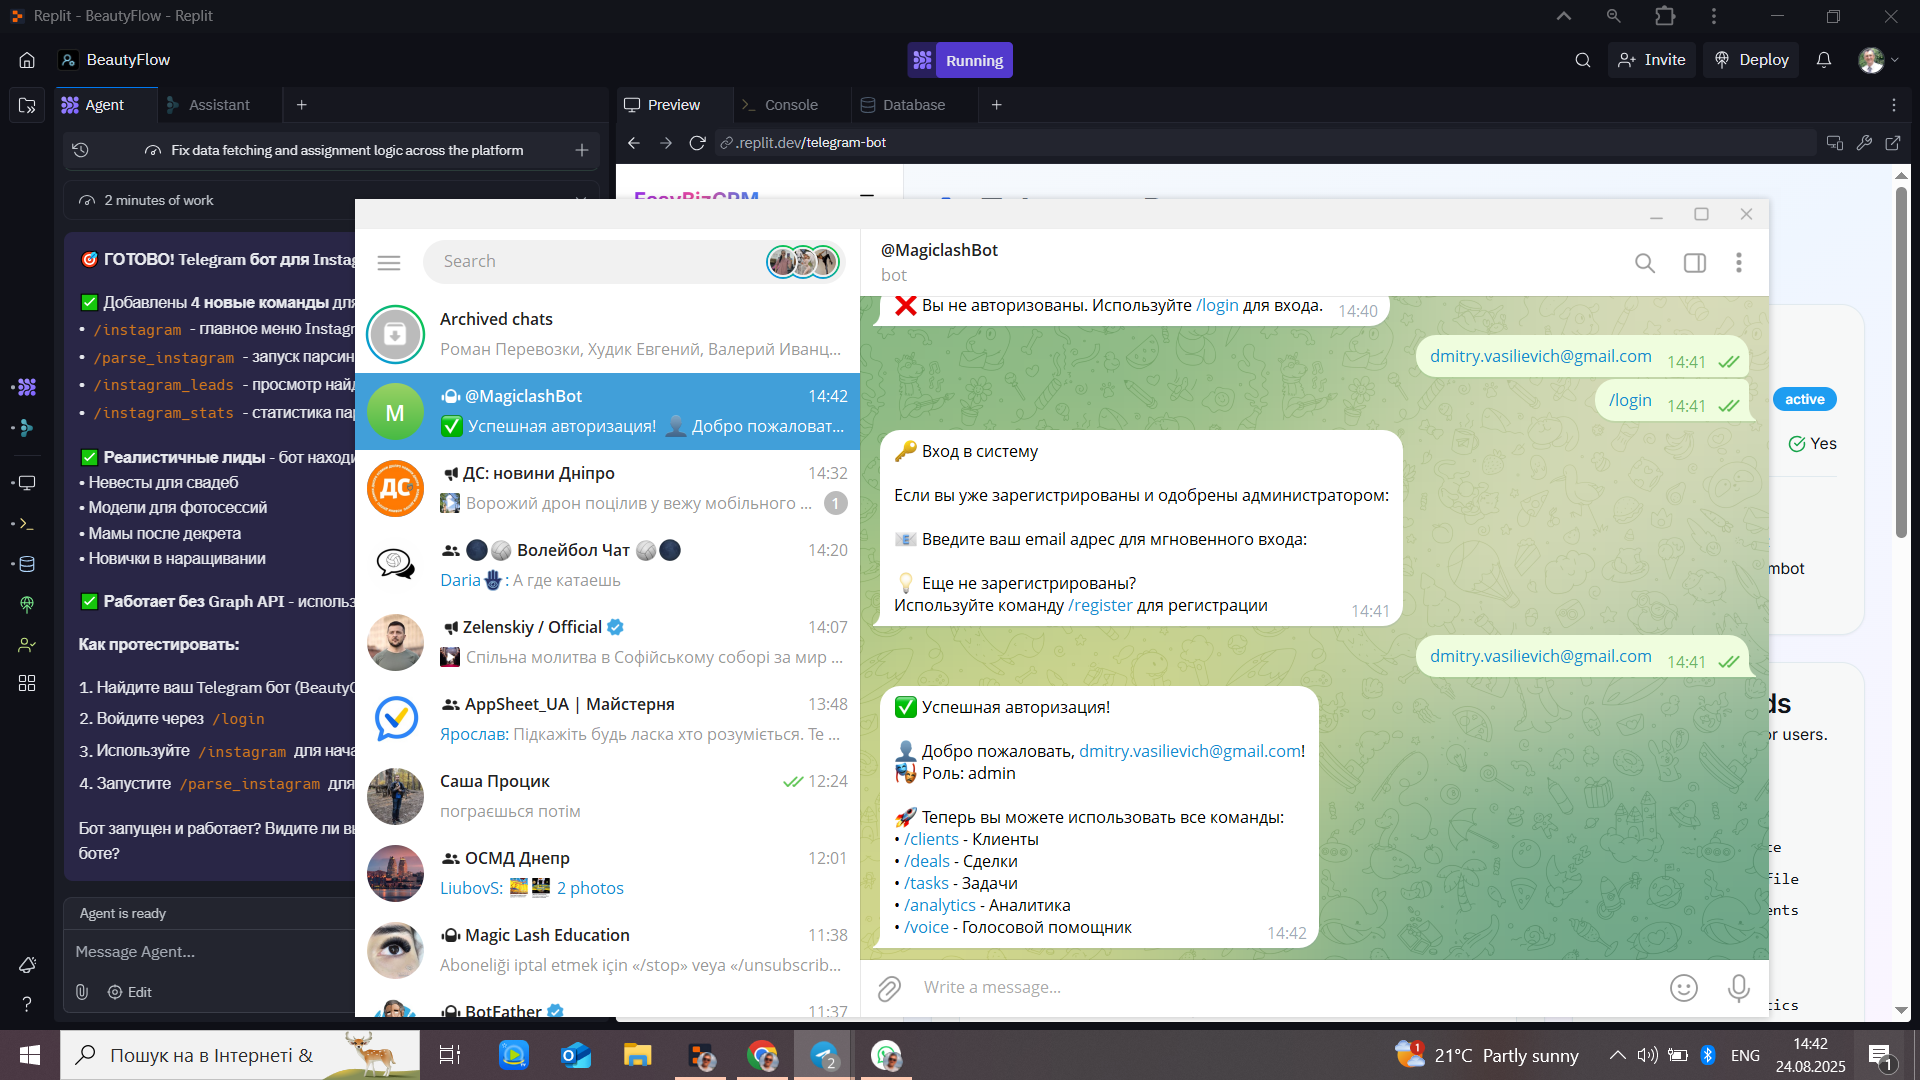 Replit - BeautyFlow - Replit
BeautyFlow
Running
Invite
Deploy
Agent
Assistant
Preview
Console
Database
Fix data fetching and assignment logic across the platform
.replit.dev/telegram-bot
2 minutes of work
🎯 ГОТОВО! Telegram бот для Instag
✅ Добавлены 4 новые команды для
• /instagram - главное меню Instagr
• /parse_instagram - запуск парсин
• /instagram_leads - просмотр най
• /instagram_stats - статистика па
✅ Реалистичные лиды - бот находи
• Невесты для свадеб
• Модели для фотосессий
• Мамы после декрета
• Новички в наращивании
✅ Работает без Graph API - использ
Как протестировать:
1. Найдите ваш Telegram бот (Beauty
2. Войдите через /login
3. Используйте /instagram для нача
4. Запустите /parse_instagram для
Бот запущен и работает? Видите ли в
боте?
Agent is ready
Message Agent...
Edit
Search
Archived chats
Роман Перевозки, Худик Евгений, Валерий Иванц...
M
@MagiclashBot 14:42
✅ Успешная авторизация! 👤 Добро пожаловат...
ДС
ДС: новини Дніпро 14:32
Ворожий дрон поцілив у вежу мобільного ... 1
Волейбол Чат 14:20
Daria: А где катаешь
Zelenskiy / Official 14:07
Спільна молитва в Софійському соборі за мир ...
AppSheet_UA | Майстерня 13:48
Ярослав: Підкажіть будь ласка хто розуміється. Те ...
Саша Процик 12:24
пограєшься потім
ОСМД Днепр 12:01
LiubovS: 2 photos
Magic Lash Education 11:38
Aboneliği iptal etmek için «/stop» veya «/unsubscrib...
BotFather 11:37
@MagiclashBot
bot
❌ Вы не авторизованы. Используйте /login для входа. 14:40
dmitry.vasilievich@gmail.com 14:41
/login 14:41
🔑 Вход в систему
Если вы уже зарегистрированы и одобрены администратором:
📧 Введите ваш email адрес для мгновенного входа:
💡 Еще не зарегистрированы?
Используйте команду /register для регистрации 14:41
dmitry.vasilievich@gmail.com 14:41
✅ Успешная авторизация!
👤 Добро пожаловать, dmitry.vasilievich@gmail.com!
🎭 Роль: admin
🚀 Теперь вы можете использовать все команды:
• /clients - Клиенты
• /deals - Сделки
• /tasks - Задачи
• /analytics - Аналитика
• /voice - Голосовой помощник 14:42
Write a message...
active
Yes
mbot
ds
or users.
ce
file
ents
tics
Пошук на в Інтернеті &
2
1
21°C Partly sunny
ENG
14:42
24.08.2025
1